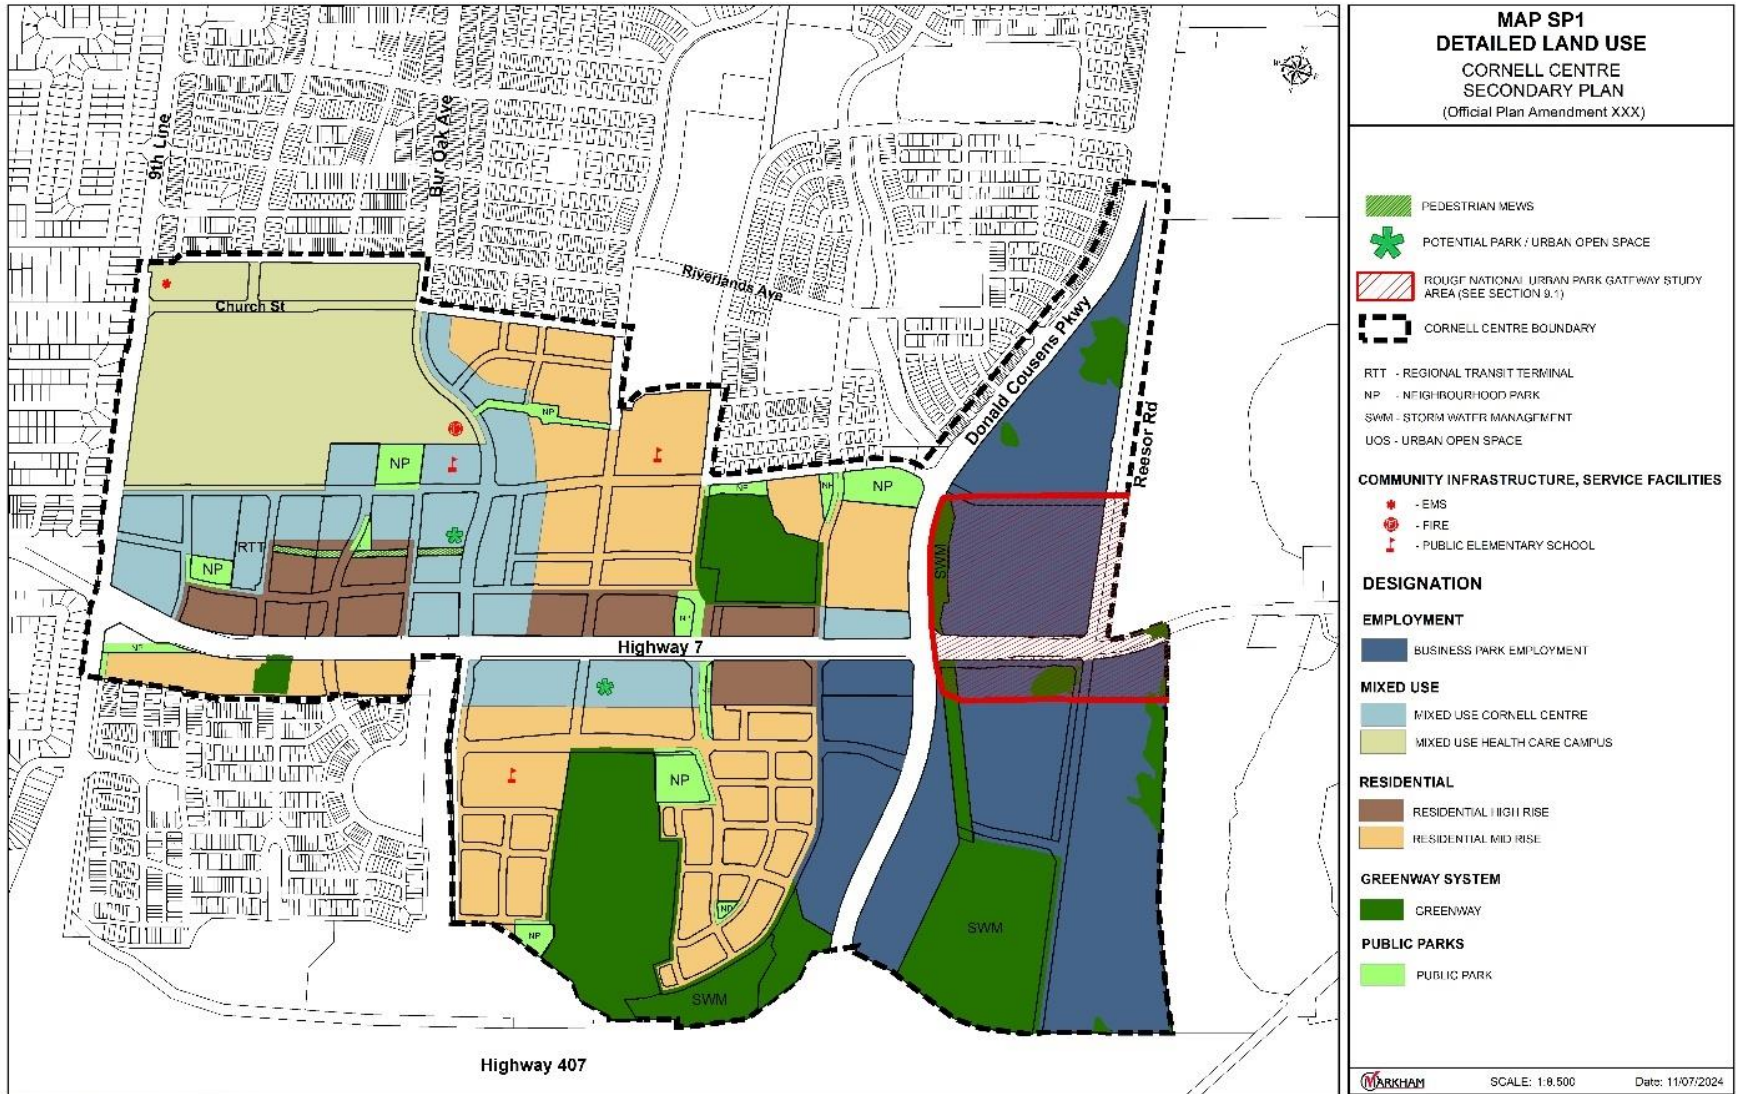 9th Line
Bur Oak Ave
Church St
Riverlands Ave
Donald Cousens Pkwy
Reesor Rd
NP
NP
NP
NP
NP
NP
RTT
NP
SWM
NP
NP
Highway 7
NP
NP
NP
SWM
SWM
Highway 407
MAP SP1
DETAILED LAND USE
CORNELL CENTRE
SECONDARY PLAN
(Official Plan Amendment XXX)
PEDESTRIAN MEWS
POTENTIAL PARK / URBAN OPEN SPACE
ROUGE NATIONAL URBAN PARK GATEWAY STUDY
AREA (SEE SECTION 9.1)
CORNELL CENTRE BOUNDARY
RTT - REGIONAL TRANSIT TERMINAL
NP - NEIGHBOURHOOD PARK
SWM - STORM WATER MANAGEMENT
UOS - URBAN OPEN SPACE
COMMUNITY INFRASTRUCTURE, SERVICE FACILITIES
- EMS
- FIRE
- PUBLIC ELEMENTARY SCHOOL
DESIGNATION
EMPLOYMENT
BUSINESS PARK EMPLOYMENT
MIXED USE
MIXED USE CORNELL CENTRE
MIXED USE HEALTH CARE CAMPUS
RESIDENTIAL
RESIDENTIAL HIGH RISE
RESIDENTIAL MID RISE
GREENWAY SYSTEM
GREENWAY
PUBLIC PARKS
PUBLIC PARK
MARKHAM
SCALE: 1:8,500
Date: 11/07/2024